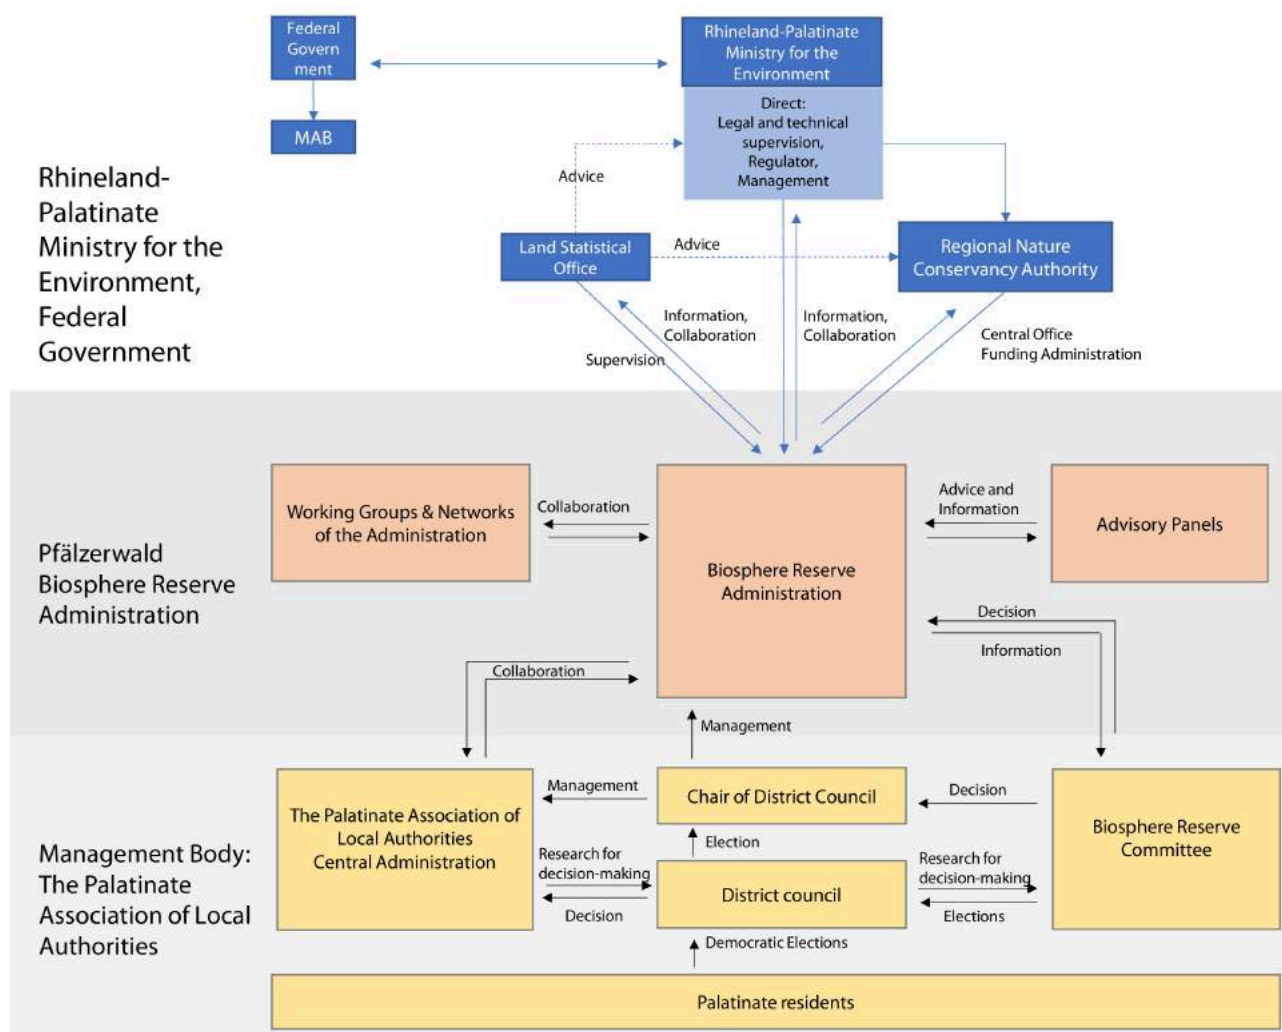 Federal
Govern
ment
MAB
Rhineland-Palatinate
Ministry for the
Environment
Direct:
Legal and technical
supervision,
Regulator,
Management
Advice
Land Statistical
Office
Advice
Regional Nature
Conservancy Authority
Rhineland-
Palatinate
Ministry for the
Environment,
Federal
Government
Information,
Collaboration
Supervision
Information,
Collaboration
Central Office
Funding Administration
Pfälzerwald
Biosphere Reserve
Administration
Working Groups & Networks
of the Administration
Collaboration
Biosphere Reserve
Administration
Advice and
Information
Advisory Panels
Decision
Information
Collaboration
Management
Management Body:
The Palatinate
Association of Local
Authorities
The Palatinate Association of
Local Authorities
Central Administration
Management
Chair of District Council
Decision
Biosphere Reserve
Committee
Election
Research for
decision-making
Decision
District council
Research for
decision-making
Elections
Democratic Elections
Palatinate residents